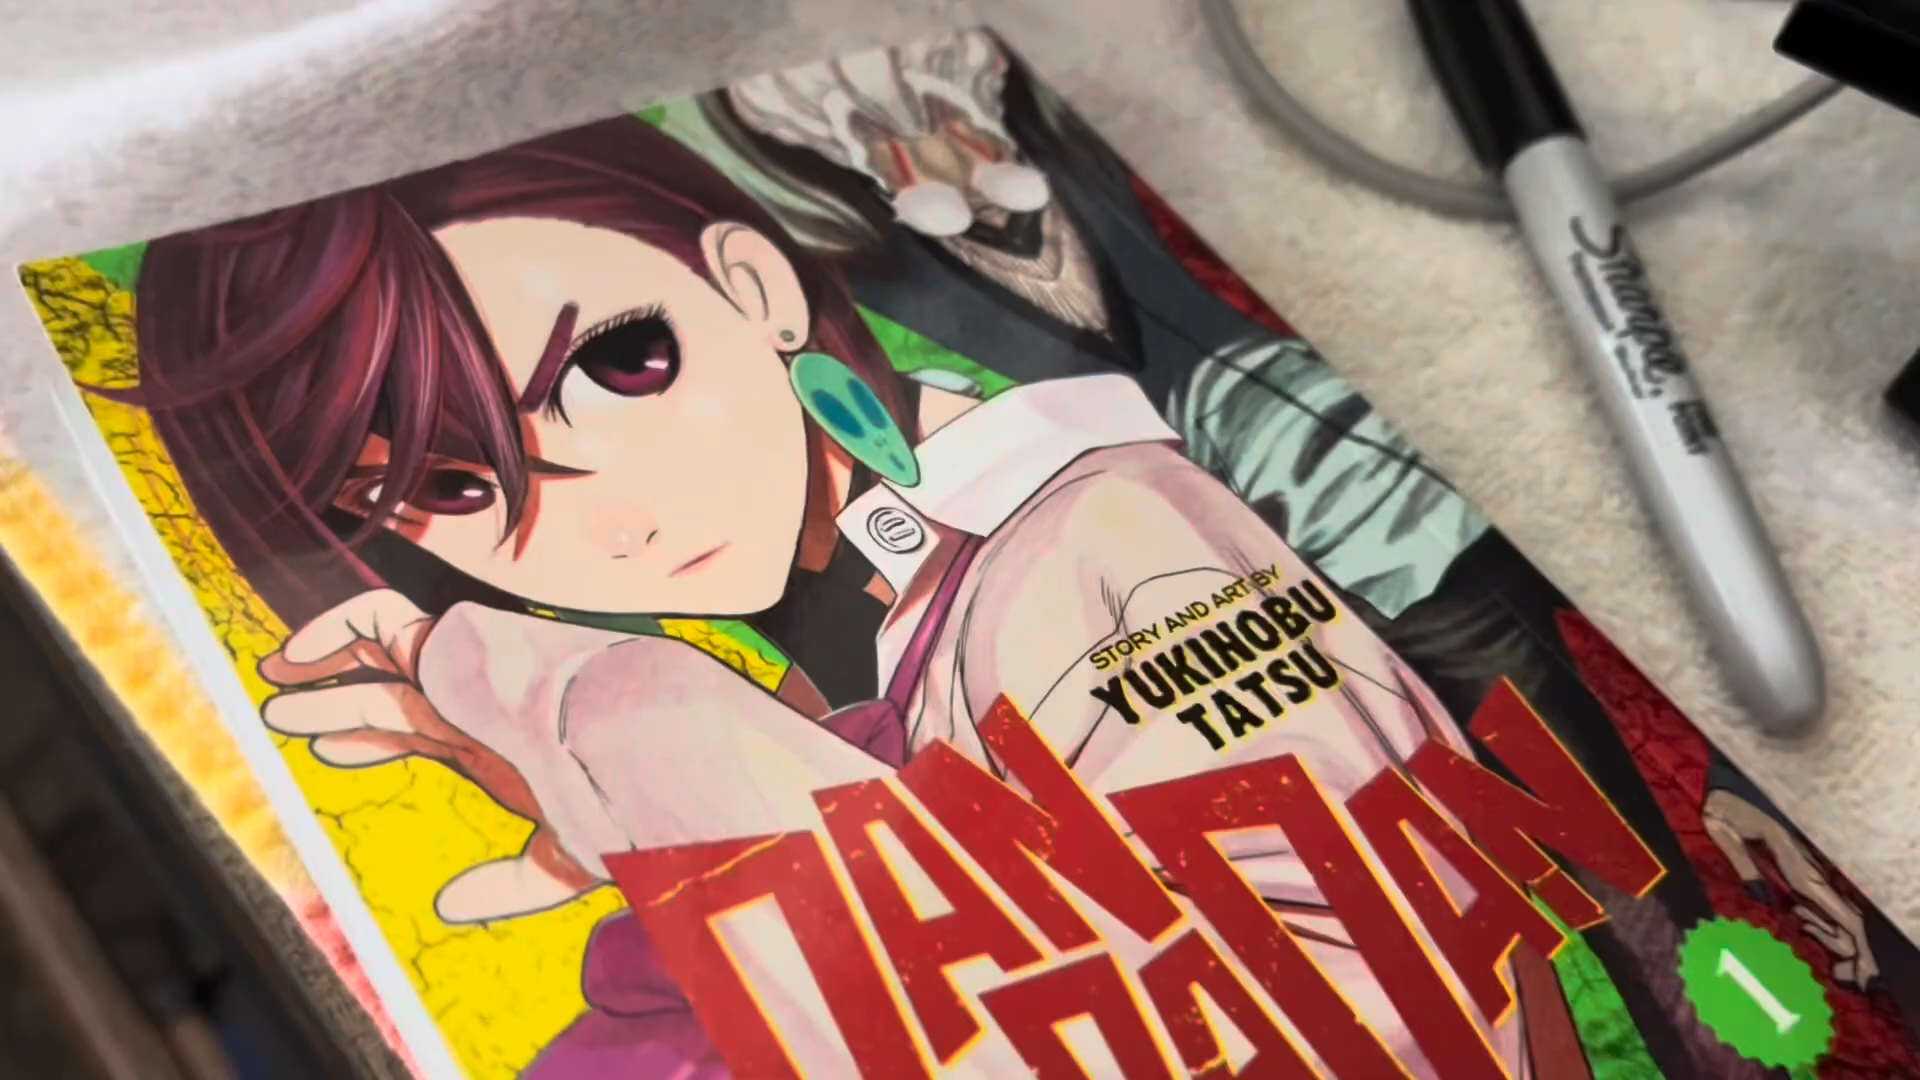 STORY AND ART BY
YUKINOBU
TATSU
DAN
DA
DAN
1
Sharpie